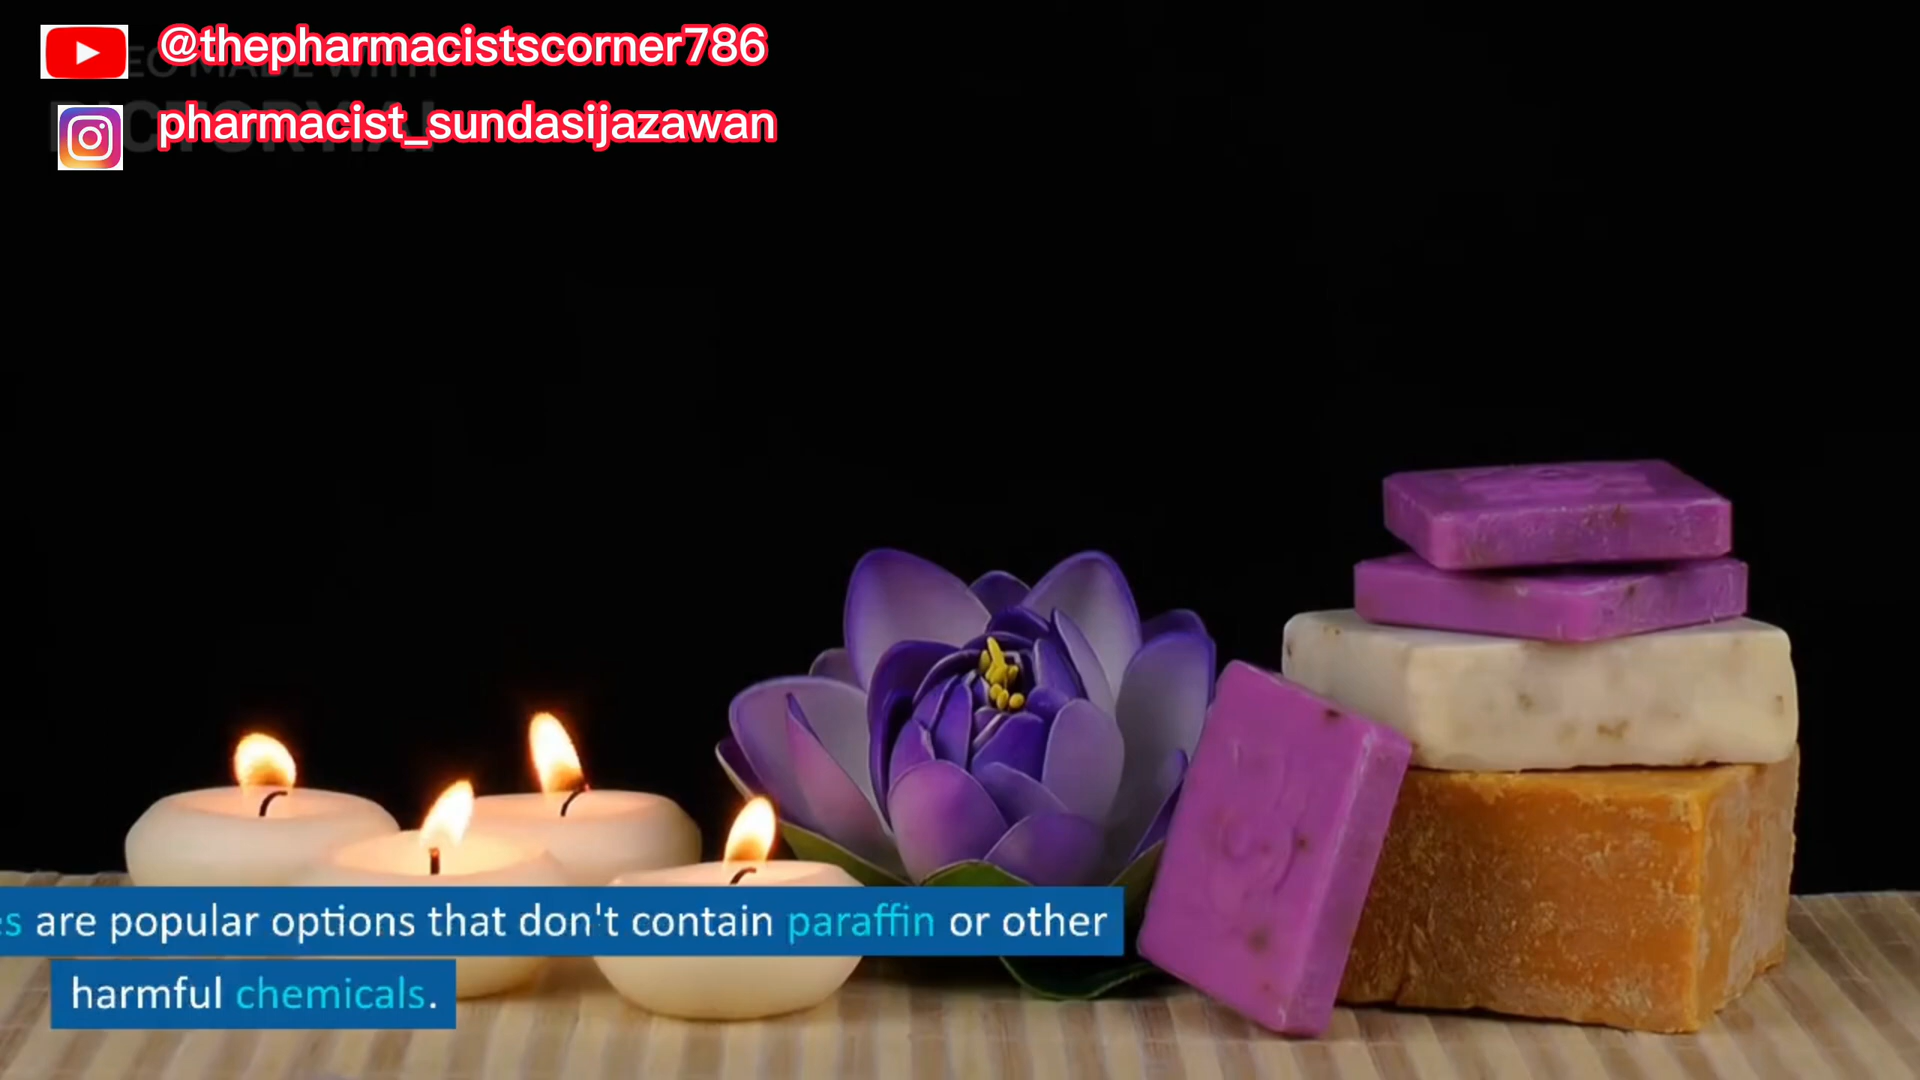 @thepharmacistscorner786
pharmacist_sundasijazawan
are popular options that don't contain paraffin or other
harmful chemicals.